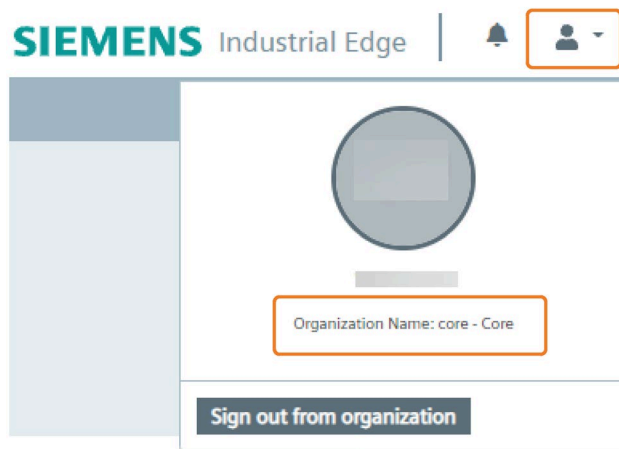 SIEMENS Industrial Edge
Organization Name: core - Core
Sign out from organization